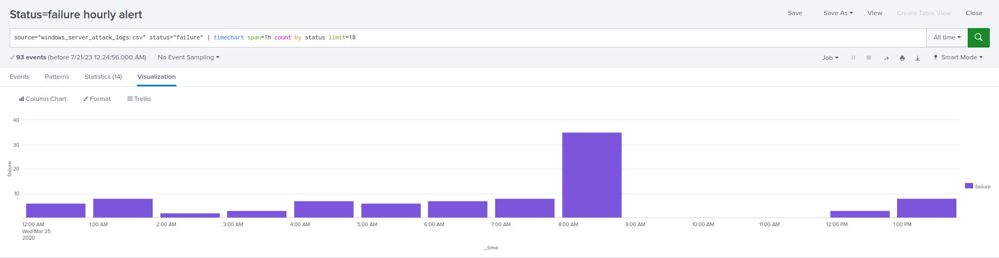 Status=failure hourly alert
Save Save As View Create Table View Close
source="windows_server_attack_logs.csv" status="failure" | timechart span=1h count by status limit=10
All time
93 events (before 7/21/23 12:24:56.000 AM) No Event Sampling
Job Smart Mode
Events Patterns Statistics (14) Visualization
Column Chart Format Trellis
40
30
20
10
failure
failure
12:00 AM 1:00 AM 2:00 AM 3:00 AM 4:00 AM 5:00 AM 6:00 AM 7:00 AM 8:00 AM 9:00 AM 10:00 AM 11:00 AM 12:00 PM 1:00 PM
Wed Mar 25
2020
_time